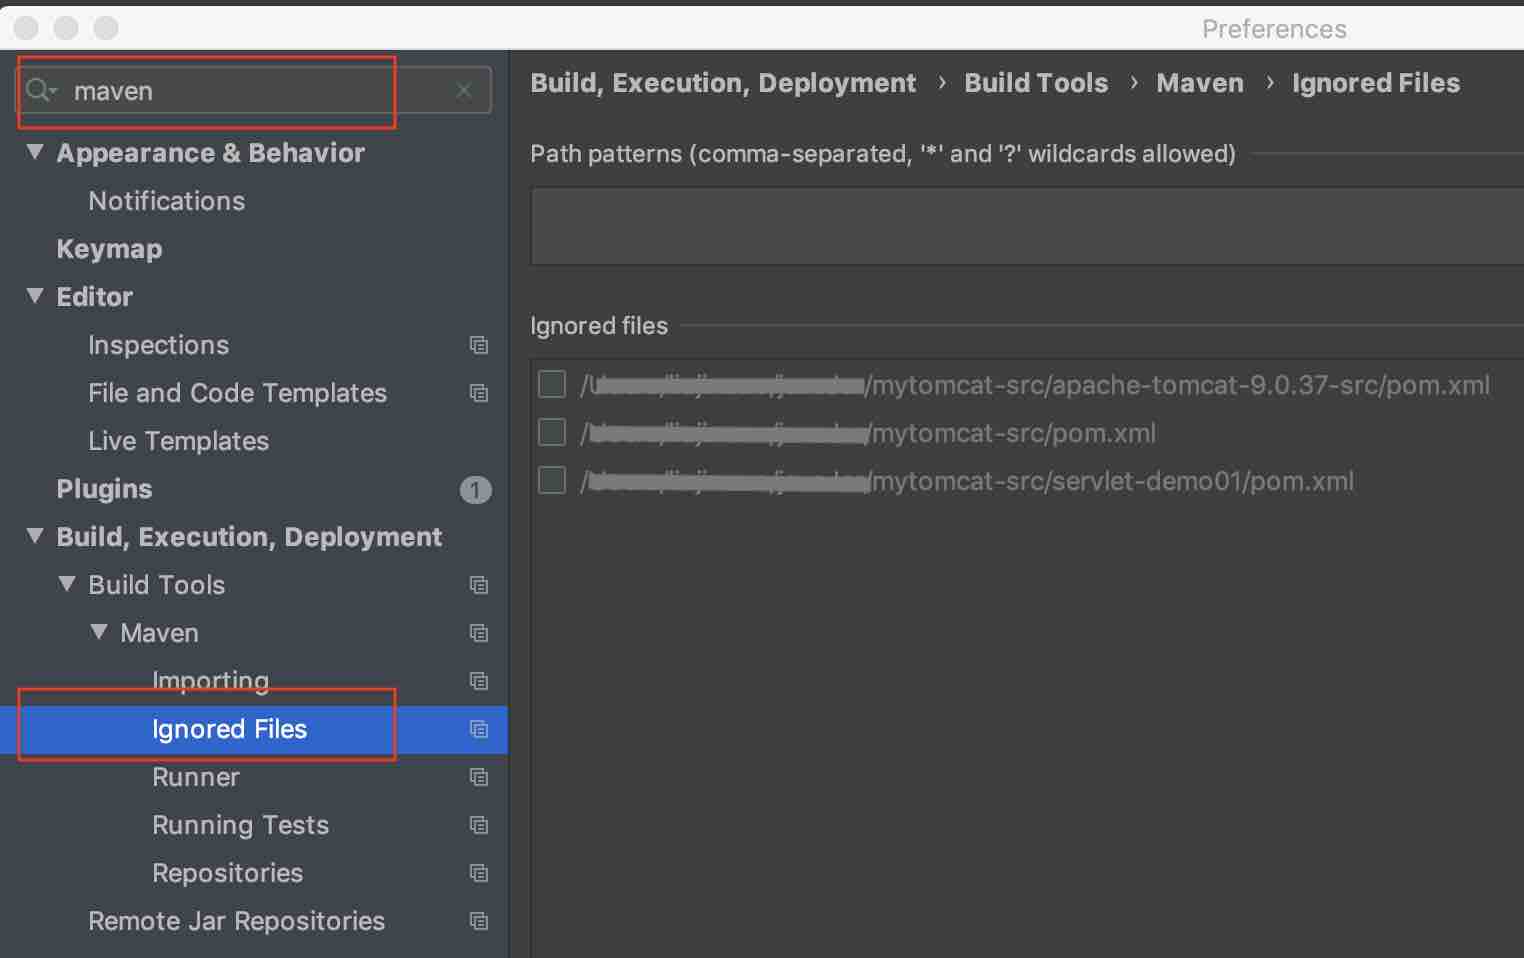 Preferences
maven
Appearance & Behavior
Notifications
Keymap
Editor
Inspections
File and Code Templates
Live Templates
Plugins 1
Build, Execution, Deployment
Build Tools
Maven
Importing
Ignored Files
Runner
Running Tests
Repositories
Remote Jar Repositories
Build, Execution, Deployment › Build Tools › Maven › Ignored Files
Path patterns (comma-separated, '*' and '?' wildcards allowed)
Ignored files
/mytomcat-src/apache-tomcat-9.0.37-src/pom.xml
/mytomcat-src/pom.xml
/mytomcat-src/servlet-demo01/pom.xml